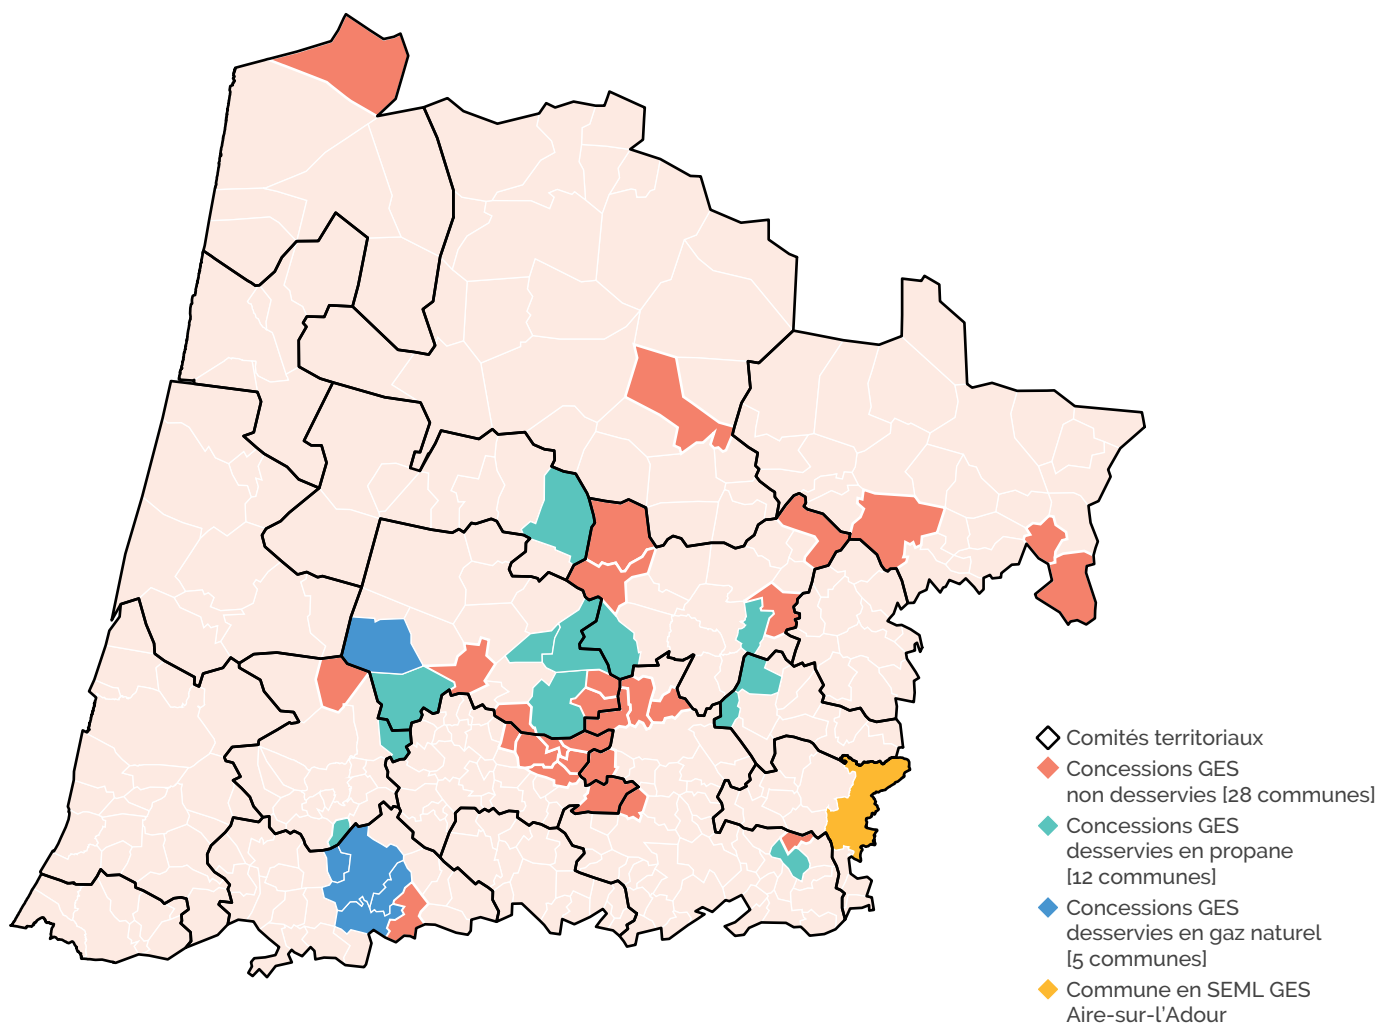 Comités territoriaux
Concessions GES
non desservies [28 communes]
Concessions GES
desservies en propane
[12 communes]
Concessions GES
desservies en gaz naturel
[5 communes]
Commune en SEML GES
Aire-sur-l'Adour